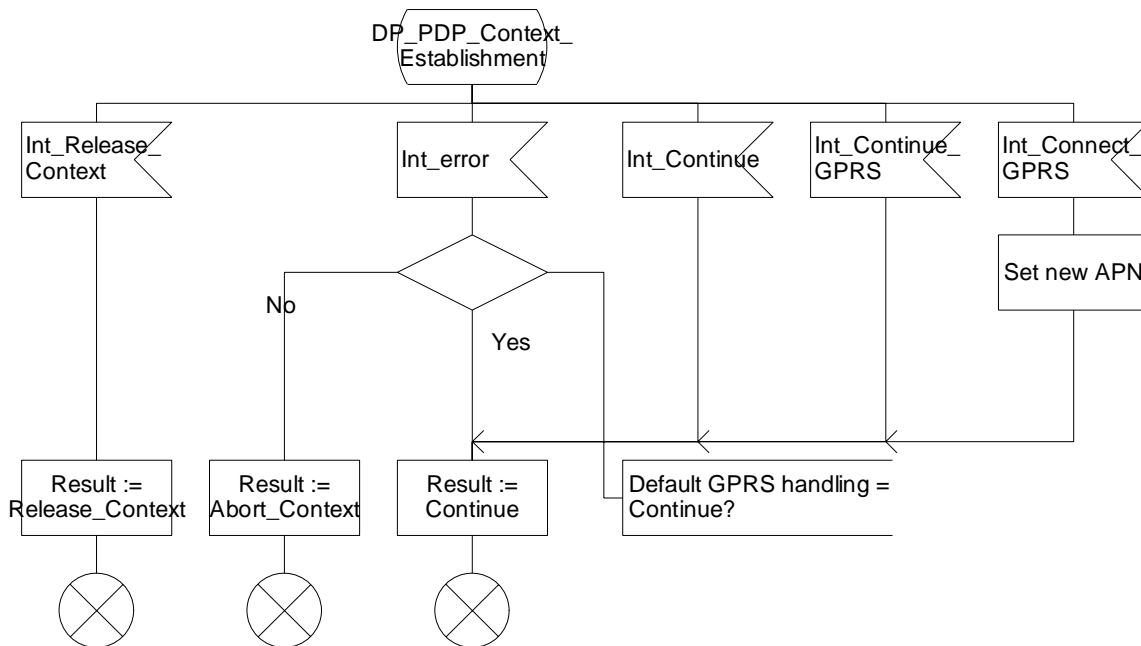 DP_PDP_Context_
Establishment
Int_Release_
Context
Int_error
Int_Continue
Int_Continue_
GPRS
Int_Connect_
GPRS
Set new APN
No
Yes
Result :=
Release_Context
Result :=
Abort_Context
Result :=
Continue
Default GPRS handling =
Continue?